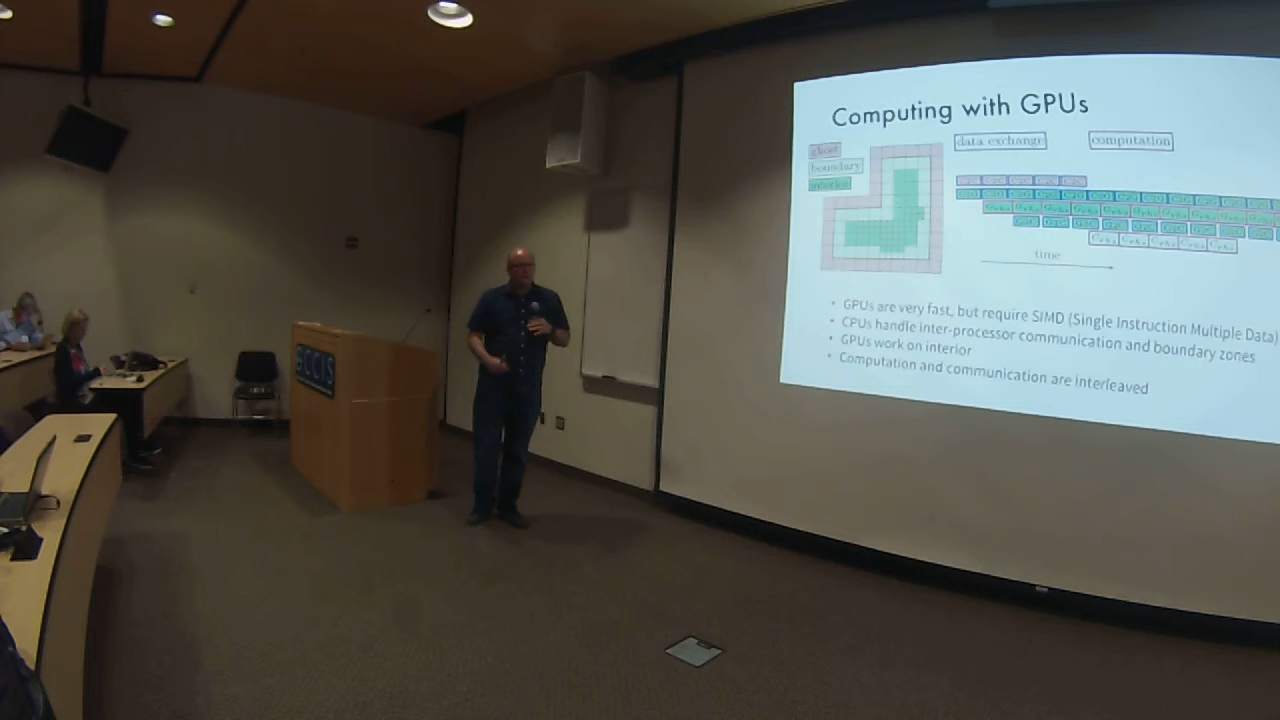 Computing with GPUs
data exchange
computation
ghost
boundary
interior
time
• GPUs are very fast, but require SIMD (Single Instruction Multiple Data)
• CPUs handle inter-processor communication and boundary zones
• GPUs work on interior
• Computation and communication are interleaved
CCIS